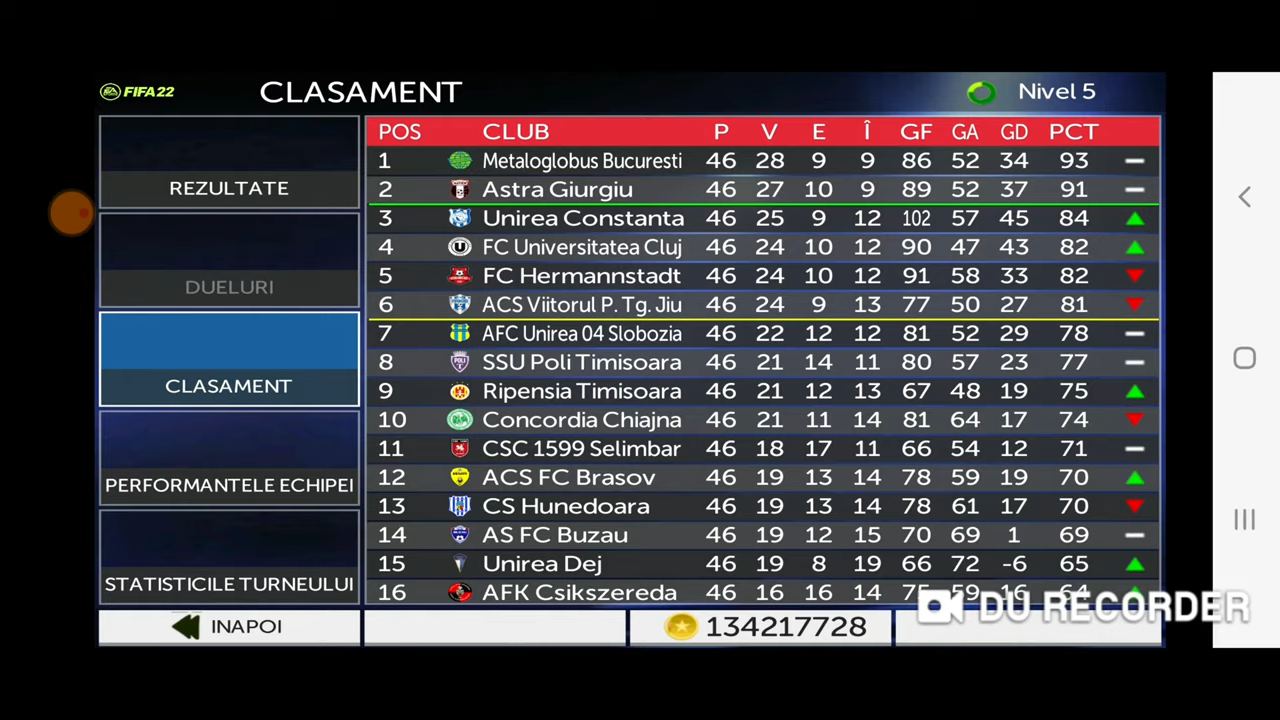 FIFA 22 CLASAMENT Nivel 5
REZULTATE
DUELURI
CLASAMENT
PERFORMANTELE ECHIPEI
STATISTICILE TURNEULUI
POS CLUB P V E Î GF GA GD PCT
1 Metaloglobus Bucuresti 46 28 9 9 86 52 34 93
2 Astra Giurgiu 46 27 10 9 89 52 37 91
3 Unirea Constanta 46 25 9 12 102 57 45 84
4 FC Universitatea Cluj 46 24 10 12 90 47 43 82
5 FC Hermannstadt 46 24 10 12 91 58 33 82
6 ACS Viitorul P. Tg. Jiu 46 24 9 13 77 50 27 81
7 AFC Unirea 04 Slobozia 46 22 12 12 81 52 29 78
8 SSU Poli Timisoara 46 21 14 11 80 57 23 77
9 Ripensia Timisoara 46 21 12 13 67 48 19 75
10 Concordia Chiajna 46 21 11 14 81 64 17 74
11 CSC 1599 Selimbar 46 18 17 11 66 54 12 71
12 ACS FC Brasov 46 19 13 14 78 59 19 70
13 CS Hunedoara 46 19 13 14 78 61 17 70
14 AS FC Buzau 46 19 12 15 70 69 1 69
15 Unirea Dej 46 19 8 19 66 72 -6 65
16 AFK Csikszereda 46 16 16 14 75 59 16 64
DU RECORDER
INAPOI 134217728